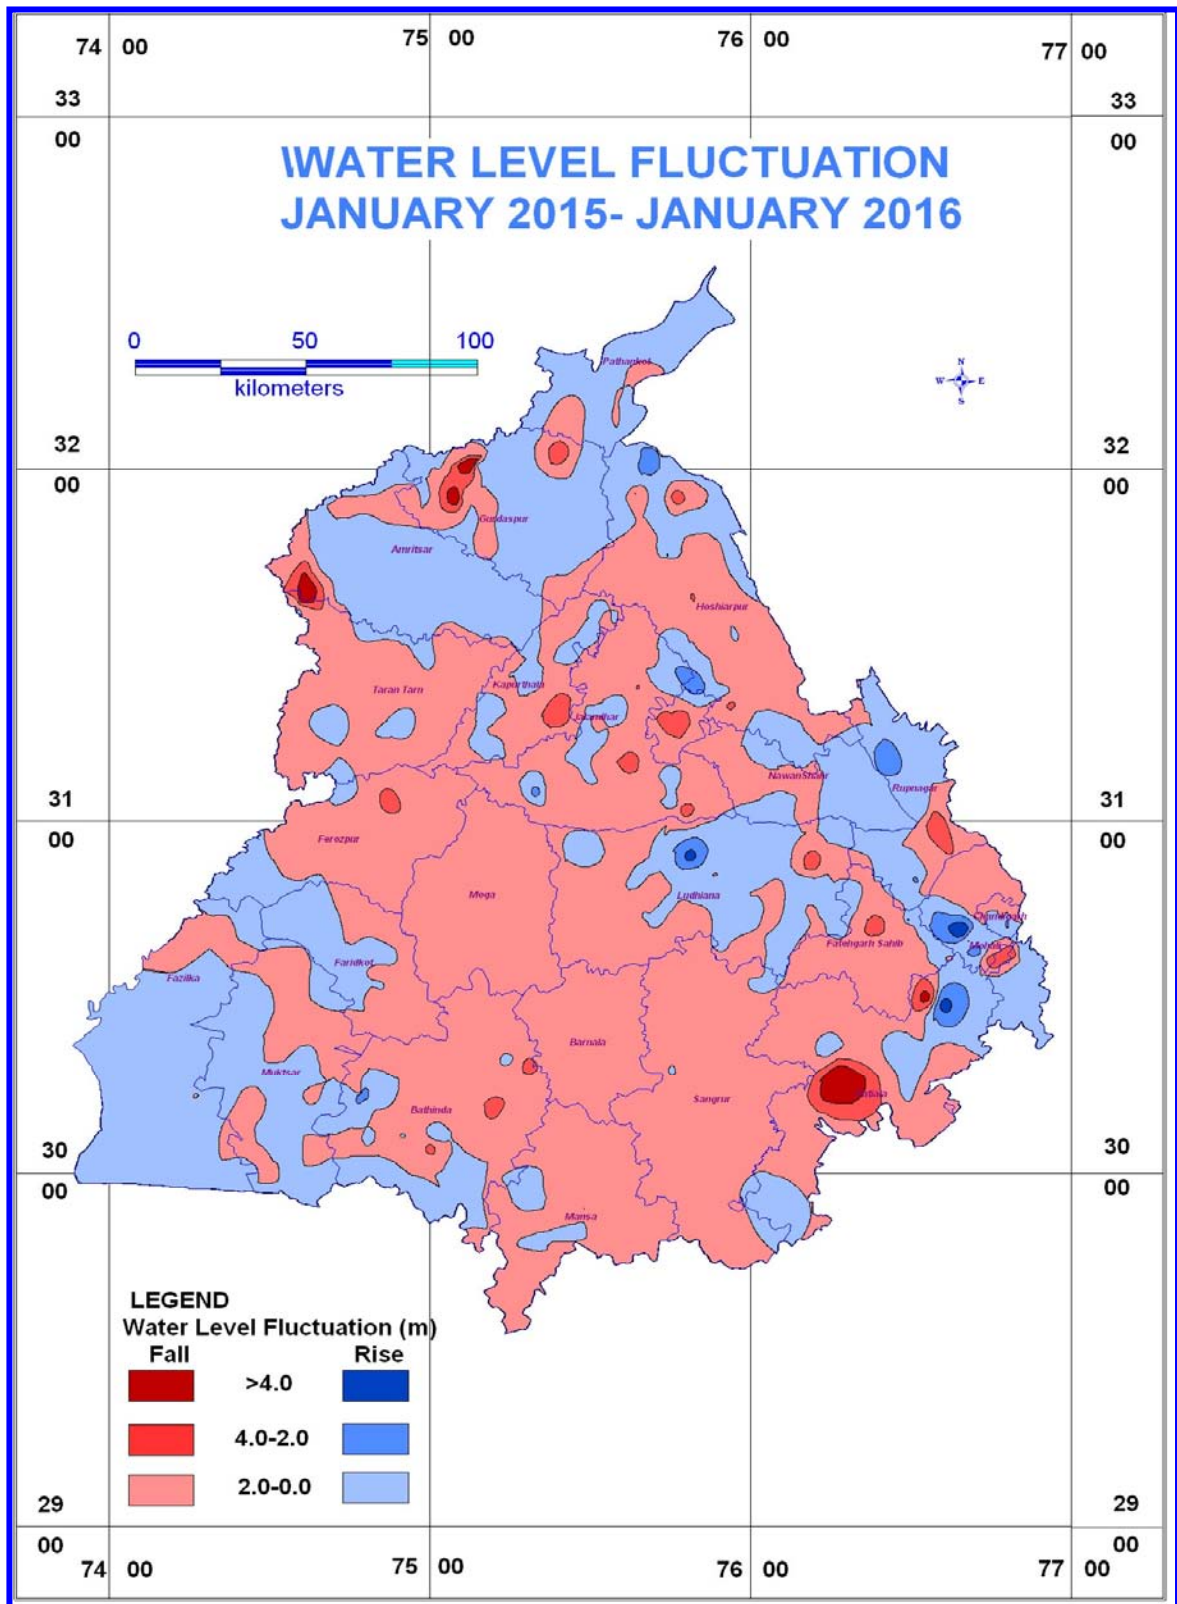 74 00 75 00 76 00 77 00
33 00
33 00
WATER LEVEL FLUCTUATION
JANUARY 2015- JANUARY 2016
0 50 100
kilometers
N
W E
S
Pathankot
32 00
32 00
Gurdaspur
Amritsar
Hoshiarpur
Kapurthala
Taran Tarn
Jalandhar
NawanShahr
Rupnagar
31 00
31 00
Ferozpur
Moga
Ludhiana
Chandigarh
Fatehgarh Sahib
Mohali
Faridkot
Fazilka
Barnala
Muktsar
Sangrur
Patiala
Bathinda
30 00
30 00
Mansa
LEGEND
Water Level Fluctuation (m)
Fall Rise
>4.0
4.0-2.0
2.0-0.0
29 00
29 00
74 00 75 00 76 00 77 00